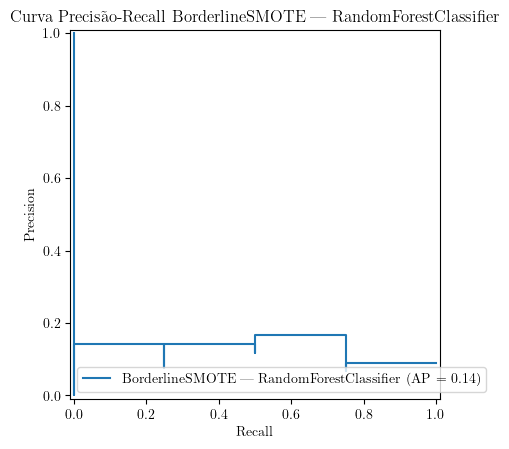 Curva Precisão-Recall BorderlineSMOTE — RandomForestClassifier
1.0
0.8
0.6
0.4
0.2
0.0
Precision
BorderlineSMOTE — RandomForestClassifier (AP = 0.14)
0.0 0.2 0.4 0.6 0.8 1.0
Recall